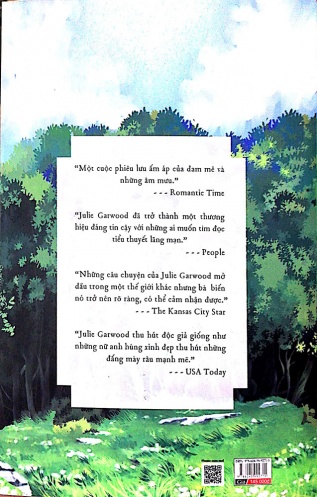 “Một cuộc phiêu lưu ấm áp của đam mê và
những âm mưu.”
--- Romantic Time
“Julie Garwood đã trở thành một thương
hiệu đáng tin cậy với những ai muốn tìm đọc
tiểu thuyết lãng mạn.”
--- People
“Những câu chuyện của Julie Garwood mở
đầu trong một thế giới khác nhưng bà biến
nó trở nên rõ ràng, có thể cảm nhận được.”
--- The Kansas City Star
“Julie Garwood thu hút độc giả giống như
những nữ anh hùng xinh đẹp thu hút những
đấng mày râu mạnh mẽ.”
--- USA Today